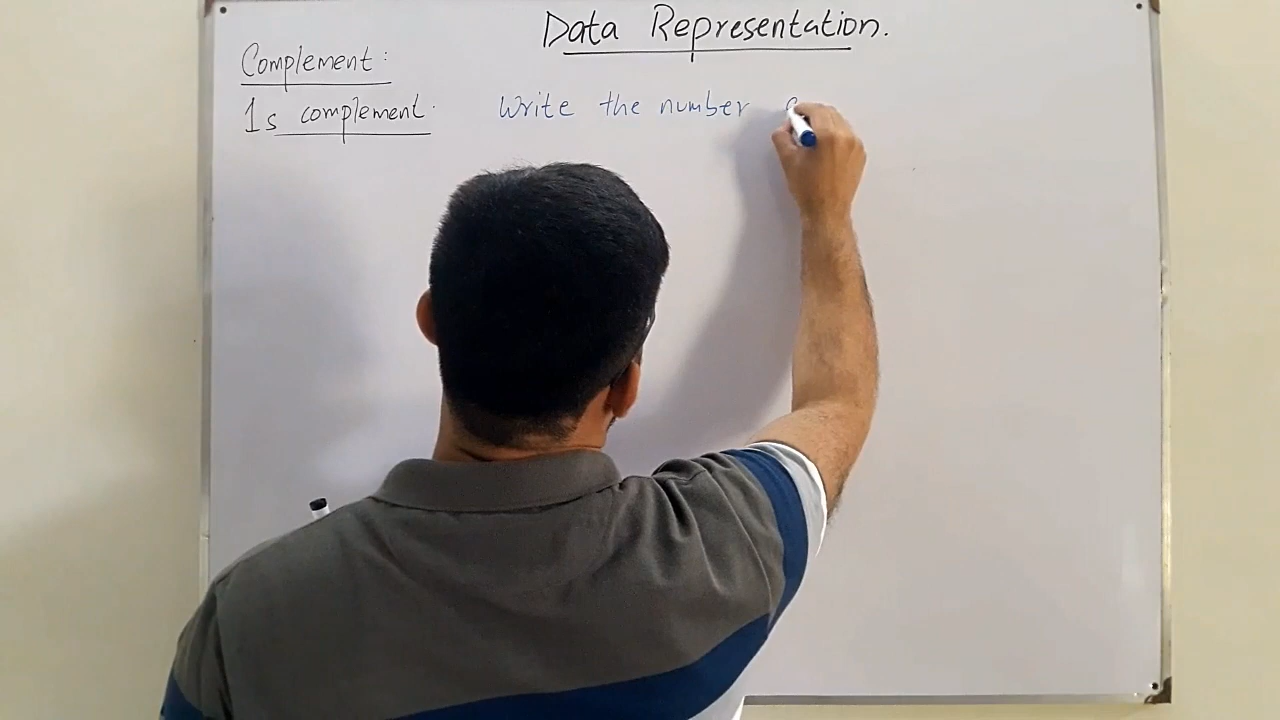 Data Representation.
Complement:
1s complement. Write the number